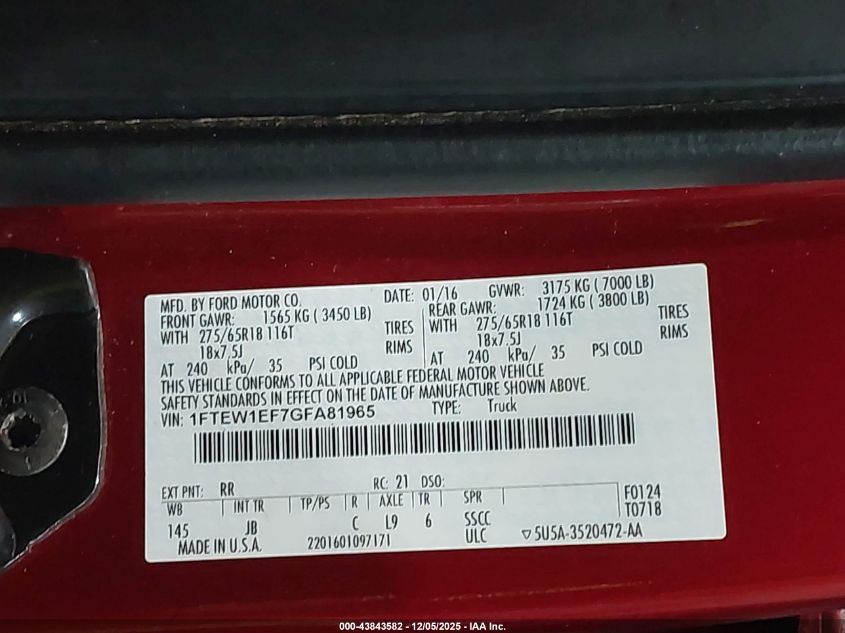 MFD. BY FORD MOTOR CO.
DATE: 01/16
GVWR: 3175 KG ( 7000 LB)
FRONT GAWR: 1565 KG ( 3450 LB)
REAR GAWR: 1724 KG ( 3800 LB)
WITH 275/65R18 116T TIRES
WITH 275/65R18 116T TIRES
18x7.5J RIMS
18x7.5J RIMS
AT 240 kPa/ 35 PSI COLD
AT 240 kPa/ 35 PSI COLD
THIS VEHICLE CONFORMS TO ALL APPLICABLE FEDERAL MOTOR VEHICLE
SAFETY STANDARDS IN EFFECT ON THE DATE OF MANUFACTURE SHOWN ABOVE.
VIN: 1FTEW1EF7GFA81965 TYPE: Truck
EXT PNT: RR RC: 21 DSO:
WB INT TR TP/PS R AXLE TR SPR
F0124
T0718
145 JB C L9 6 SSCC
ULC
MADE IN U.S.A. 2201601097171
▽5U5A-3520472-AA
000-43843582 - 12/05/2025 - IAA Inc.